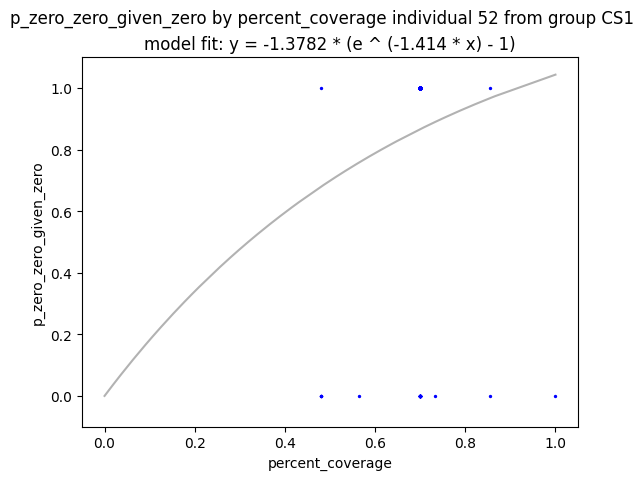 p_zero_zero_given_zero by percent_coverage individual 52 from group CS1
model fit: y = -1.3782 * (e ^ (-1.414 * x) - 1)
1.0
0.8
0.6
0.4
0.2
0.0
p_zero_zero_given_zero
0.0 0.2 0.4 0.6 0.8 1.0
percent_coverage